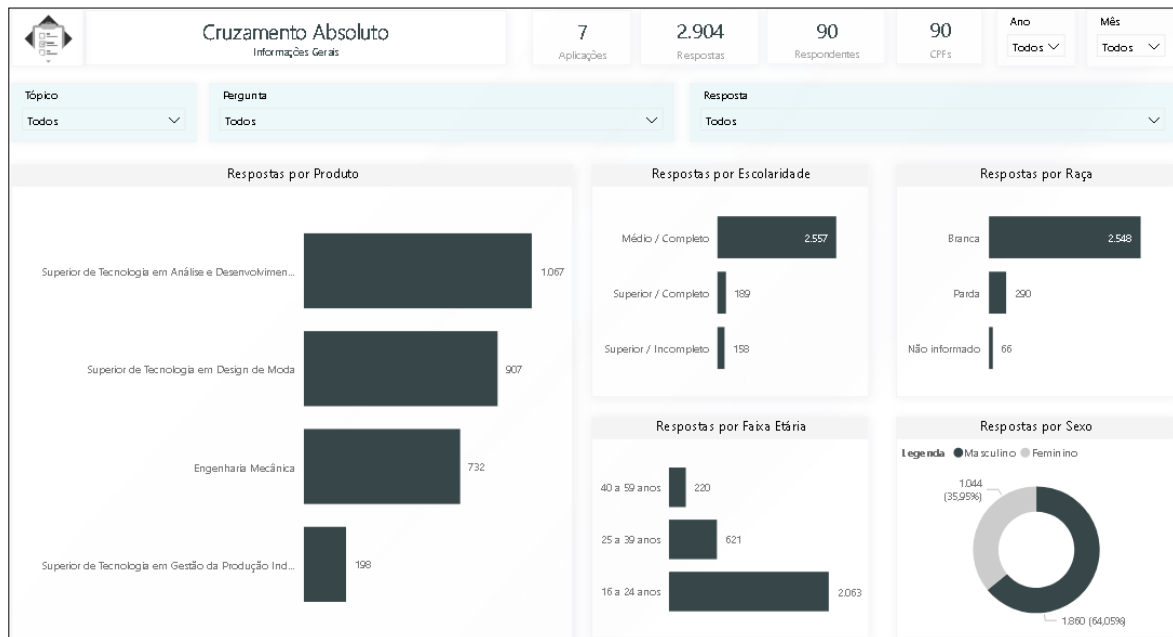 Cruzamento Absoluto
Informações Gerais
7
Aplicações
2.904
Respostas
90
Respondentes
90
CPFs
Ano
Todos
Mês
Todos
Tópico
Todos
Pergunta
Todos
Resposta
Todos
Respostas por Produto
Superior de Tecnologia em Análise e Desenvolvimen...
1.067
Superior de Tecnologia em Design de Moda
907
Engenharia Mecânica
732
Superior de Tecnologia em Gestão da Produção Ind...
198
Respostas por Escolaridade
Médio / Completo
2.557
Superior / Completo
189
Superior / Incompleto
158
Respostas por Raça
Branca
2.548
Parda
290
Não informado
66
Respostas por Faixa Etária
40 a 59 anos
220
25 a 39 anos
621
16 a 24 anos
2.063
Respostas por Sexo
Legenda Masculino Feminino
1.044
(35,95%)
1.860 (64,05%)